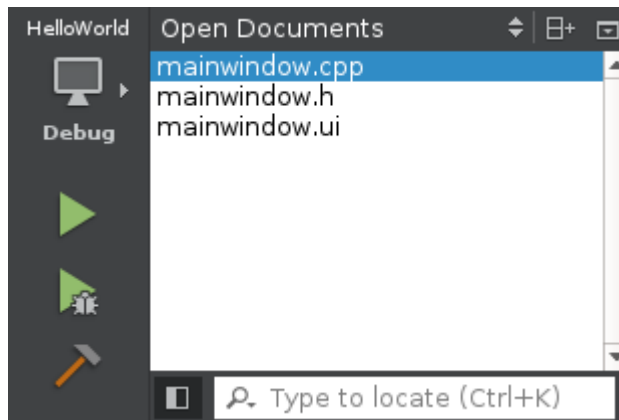 HelloWorld
Debug
Open Documents
mainwindow.cpp
mainwindow.h
mainwindow.ui
Type to locate (Ctrl+K)